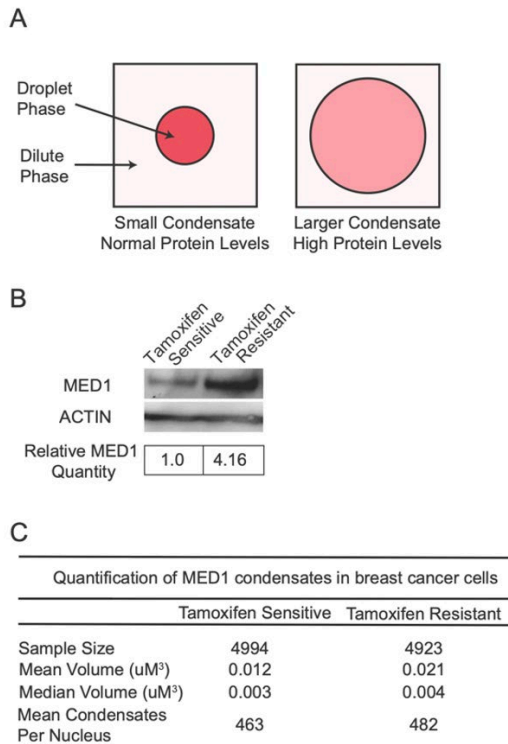 A
Droplet
Phase
Dilute
Phase
Small Condensate
Normal Protein Levels
Larger Condensate
High Protein Levels
B
Tamoxifen
Sensitive
Tamoxifen
Resistant
MED1
ACTIN
Relative MED1
Quantity
1.0 4.16
C
Quantification of MED1 condensates in breast cancer cells
Tamoxifen Sensitive Tamoxifen Resistant
Sample Size 4994 4923
Mean Volume (uM³) 0.012 0.021
Median Volume (uM³) 0.003 0.004
Mean Condensates
Per Nucleus 463 482